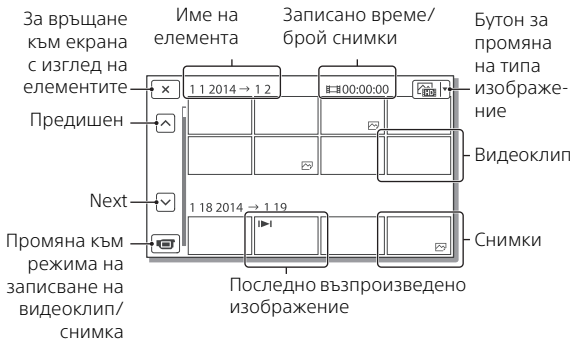 За връщане
към екрана
с изглед на
елементите
Име на
елемента
Записано време/
брой снимки
Бутон за
промяна
на типа
изображе-
ние
1 1 2014 → 1 2
00:00:00
HD
Предишен
Видеоклип
Next
1 18 2014 → 1 19
Снимки
Промяна към
режима на
записване на
видеоклип/
снимка
Последно възпроизведено
изображение